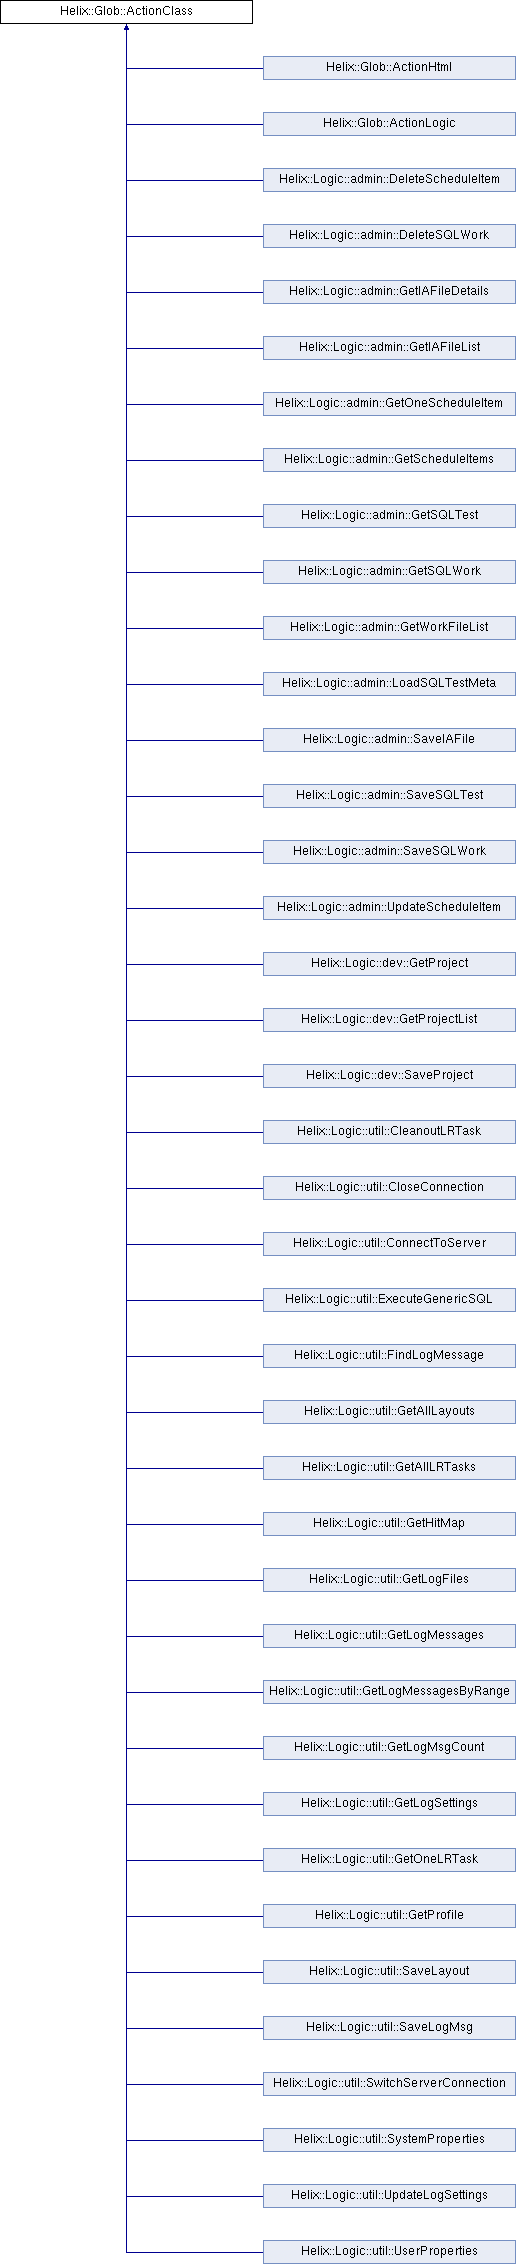 Helix::Glob::ActionClass
Helix::Glob::ActionHtml
Helix::Glob::ActionLogic
Helix::Logic::admin::DeleteScheduleItem
Helix::Logic::admin::DeleteSQLWork
Helix::Logic::admin::GetIAFileDetails
Helix::Logic::admin::GetIAFileList
Helix::Logic::admin::GetOneScheduleItem
Helix::Logic::admin::GetScheduleItems
Helix::Logic::admin::GetSQLTest
Helix::Logic::admin::GetSQLWork
Helix::Logic::admin::GetWorkFileList
Helix::Logic::admin::LoadSQLTestMeta
Helix::Logic::admin::SaveIAFile
Helix::Logic::admin::SaveSQLTest
Helix::Logic::admin::SaveSQLWork
Helix::Logic::admin::UpdateScheduleItem
Helix::Logic::dev::GetProject
Helix::Logic::dev::GetProjectList
Helix::Logic::dev::SaveProject
Helix::Logic::util::CleanoutLRTask
Helix::Logic::util::CloseConnection
Helix::Logic::util::ConnectToServer
Helix::Logic::util::ExecuteGenericSQL
Helix::Logic::util::FindLogMessage
Helix::Logic::util::GetAllLayouts
Helix::Logic::util::GetAllLRTasks
Helix::Logic::util::GetHitMap
Helix::Logic::util::GetLogFiles
Helix::Logic::util::GetLogMessages
Helix::Logic::util::GetLogMessagesByRange
Helix::Logic::util::GetLogMsgCount
Helix::Logic::util::GetLogSettings
Helix::Logic::util::GetOneLRTask
Helix::Logic::util::GetProfile
Helix::Logic::util::SaveLayout
Helix::Logic::util::SaveLogMsg
Helix::Logic::util::SwitchServerConnection
Helix::Logic::util::SystemProperties
Helix::Logic::util::UpdateLogSettings
Helix::Logic::util::UserProperties